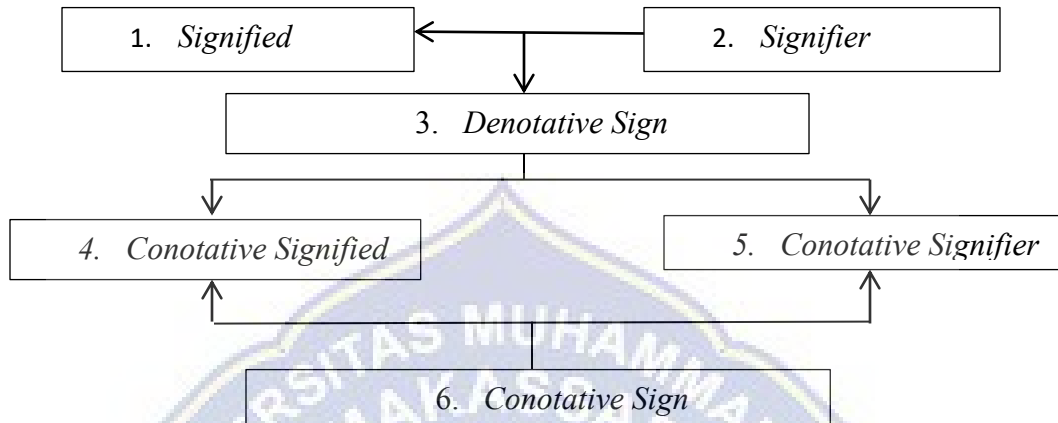 1. Signified
2. Signifier
3. Denotative Sign
4. Conotative Signified
5. Conotative Signifier
6. Conotative Sign